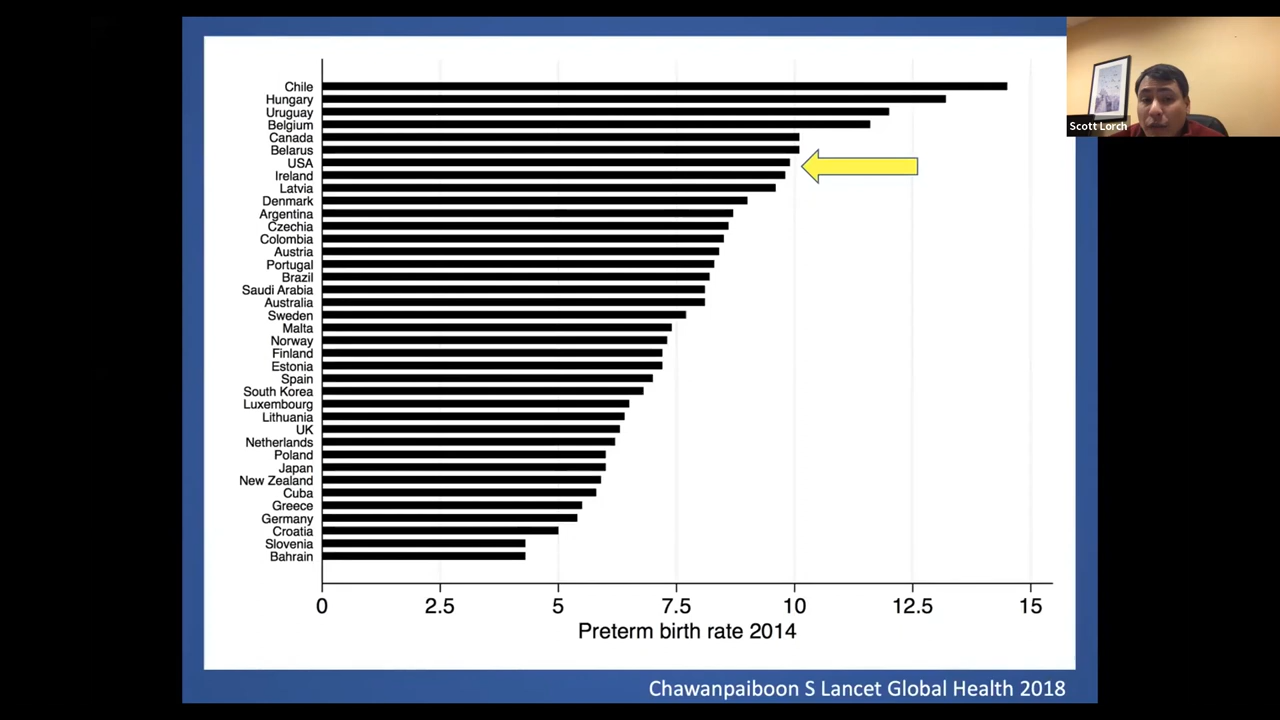 Chile
Hungary
Uruguay
Belgium
Canada
Belarus
USA
Ireland
Latvia
Denmark
Argentina
Czechia
Colombia
Austria
Portugal
Brazil
Saudi Arabia
Australia
Sweden
Malta
Norway
Finland
Estonia
Spain
South Korea
Luxembourg
Lithuania
UK
Netherlands
Poland
Japan
New Zealand
Cuba
Greece
Germany
Croatia
Slovenia
Bahrain
0 2.5 5 7.5 10 12.5 15
Preterm birth rate 2014
Chawanpaiboon S Lancet Global Health 2018
Scott Lorch